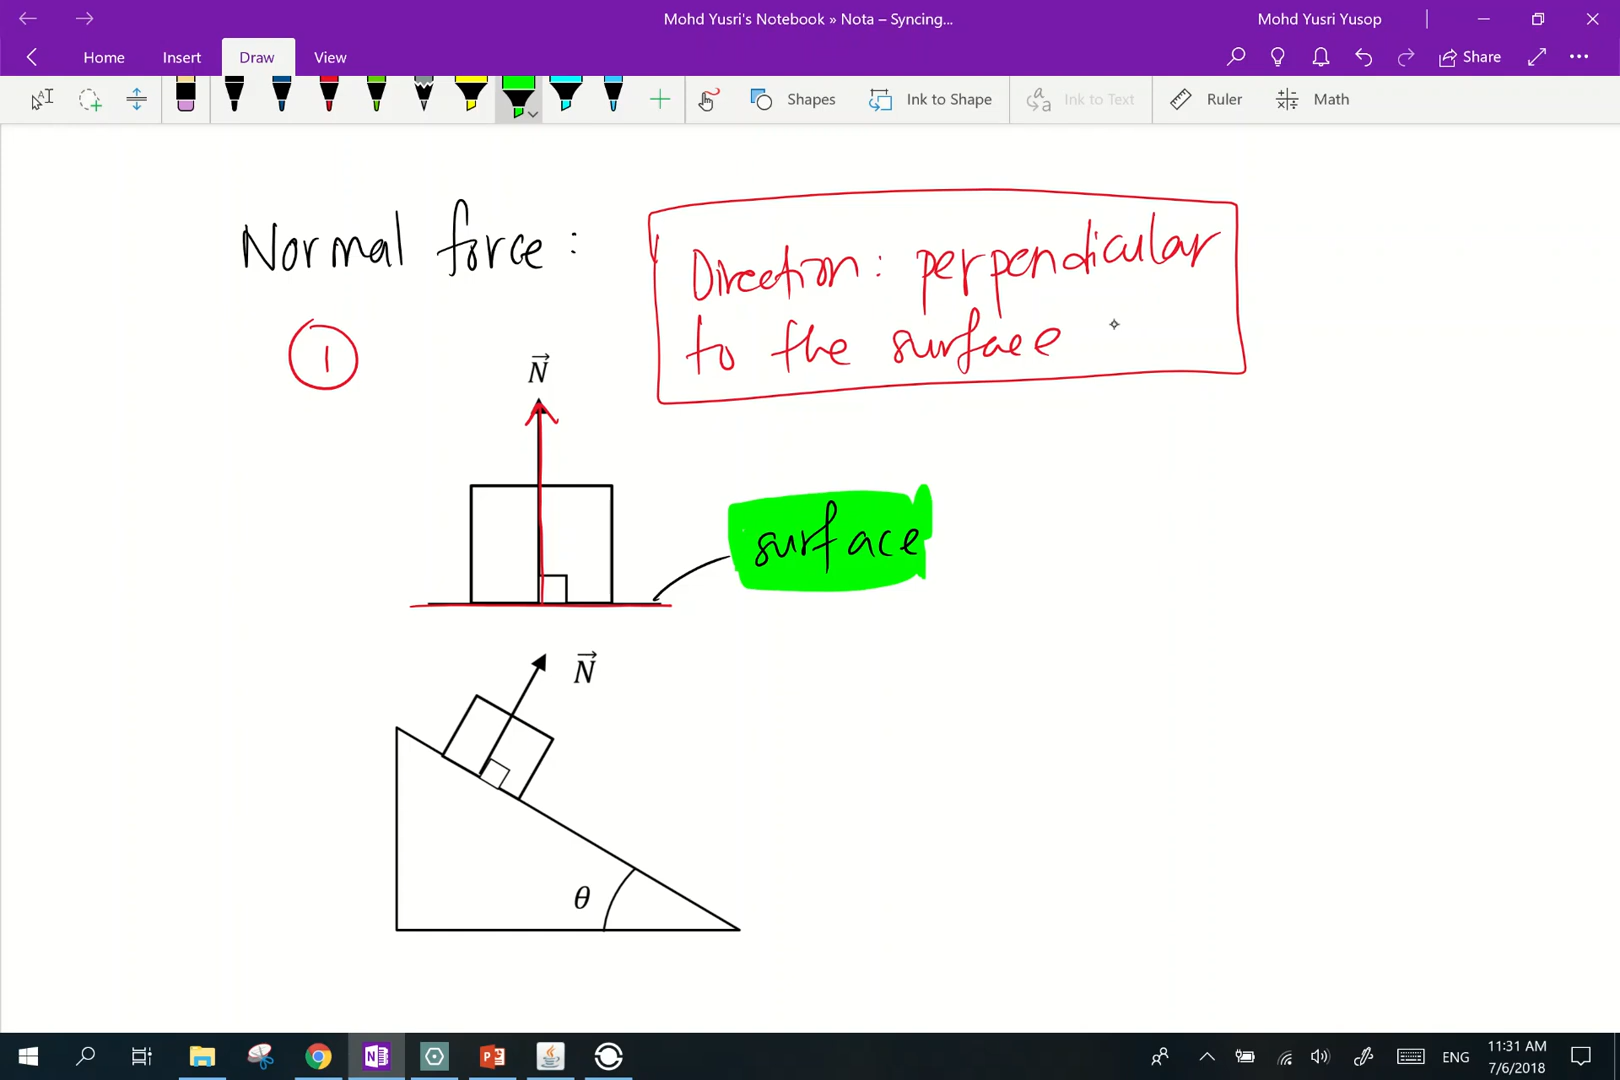 Mohd Yusri's Notebook » Nota – Syncing...
Mohd Yusri Yusop
Home Insert Draw View
Share
Shapes Ink to Shape Ink to Text Ruler Math
Normal force :
Direction : perpendicular
to the surface
1
N⃗
surface
N⃗
θ
ENG
11:31 AM
7/6/2018